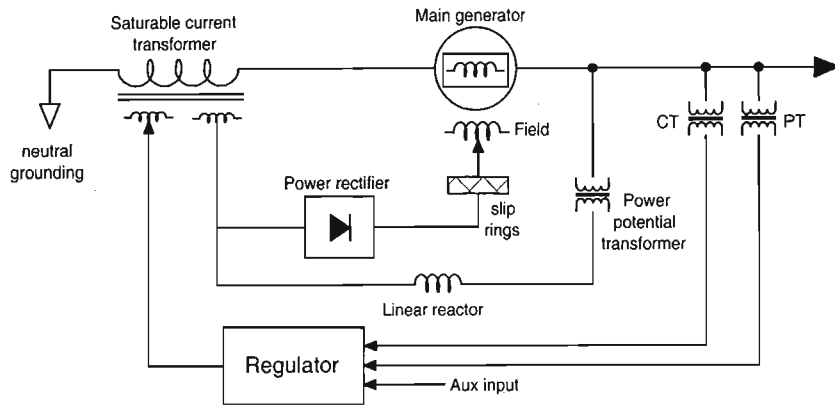 Saturable current
transformer
Main generator
neutral
grounding
Field
CT
PT
Power rectifier
slip
rings
Power
potential
transformer
Linear reactor
Regulator
Aux input